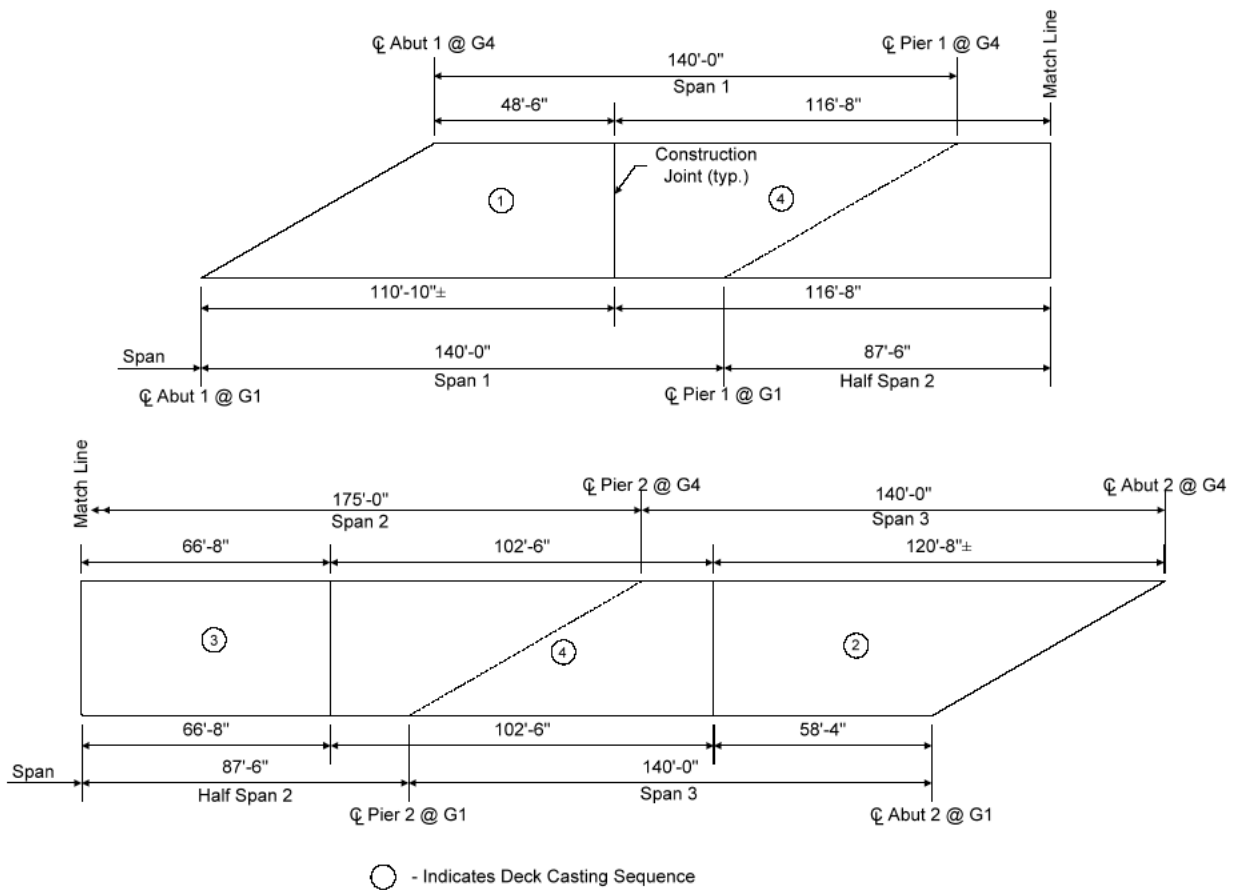 ℄ Abut 1 @ G4
℄ Pier 1 @ G4
Match Line
140'-0"
Span 1
48'-6"
116'-8"
Construction
Joint (typ.)
1
4
110'-10"±
116'-8"
Span
140'-0"
87'-6"
Span 1
Half Span 2
℄ Abut 1 @ G1
℄ Pier 1 @ G1
Match Line
℄ Pier 2 @ G4
℄ Abut 2 @ G4
175'-0"
140'-0"
Span 2
Span 3
66'-8"
102'-6"
120'-8"±
3
4
2
66'-8"
102'-6"
58'-4"
Span
87'-6"
140'-0"
Half Span 2
Span 3
℄ Pier 2 @ G1
℄ Abut 2 @ G1
- Indicates Deck Casting Sequence